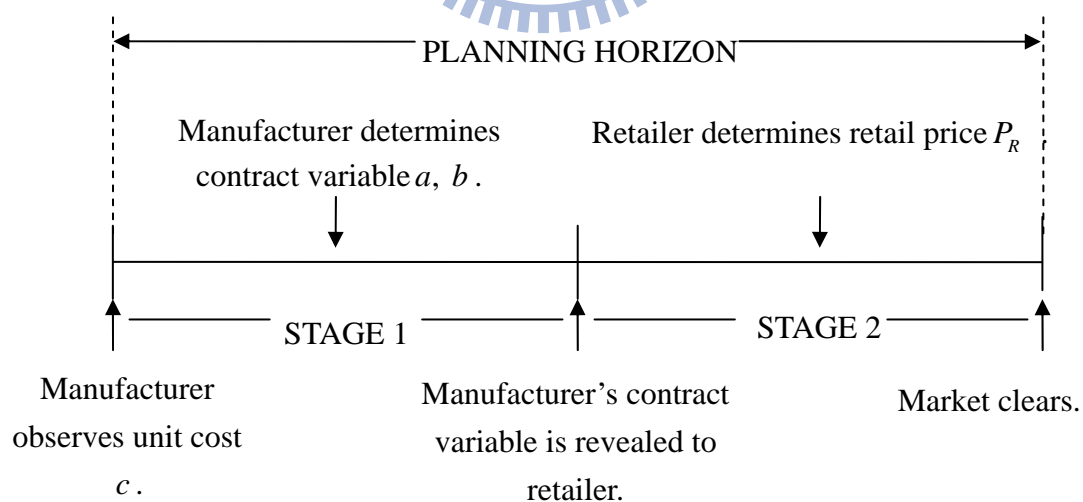 PLANNING HORIZON
Manufacturer determines
contract variable a, b .
Retailer determines retail price P_R .
STAGE 1
STAGE 2
Manufacturer
observes unit cost
c .
Manufacturer's contract
variable is revealed to
retailer.
Market clears.